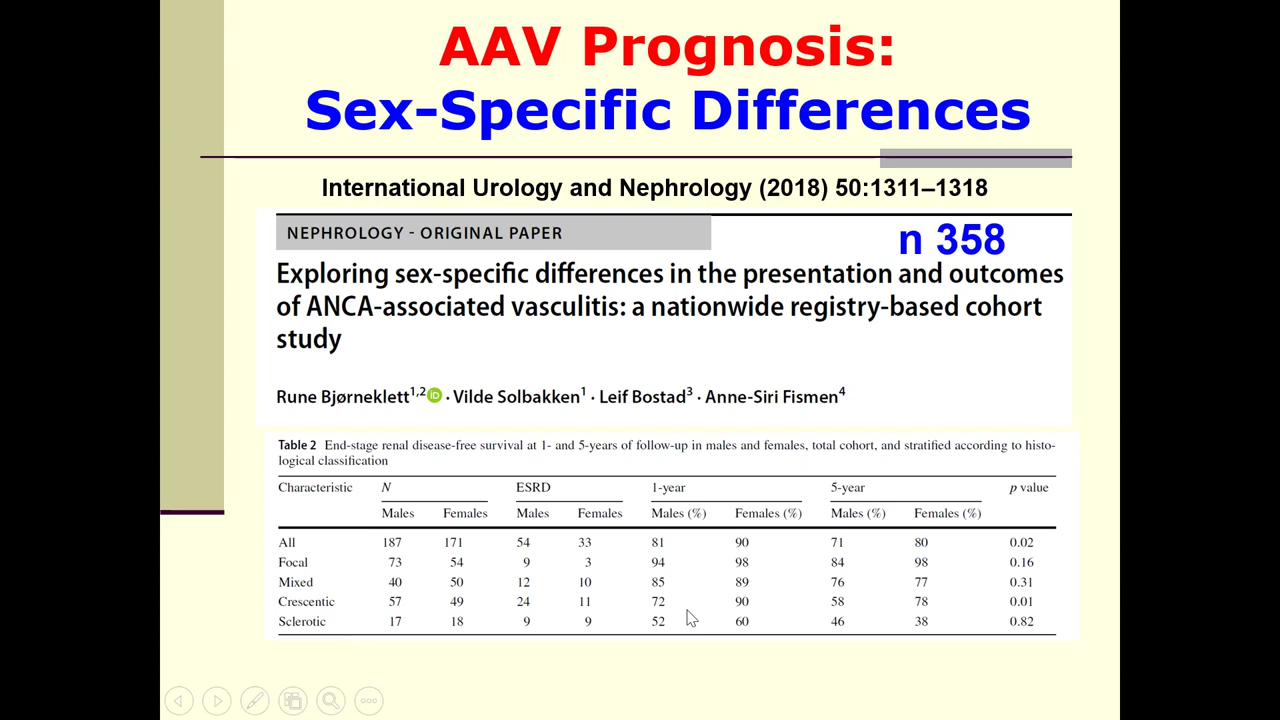 AAV Prognosis:
Sex-Specific Differences
International Urology and Nephrology (2018) 50:1311–1318
NEPHROLOGY - ORIGINAL PAPER
n 358
Exploring sex-specific differences in the presentation and outcomes
of ANCA-associated vasculitis: a nationwide registry-based cohort
study
Rune Bjørneklett1,2 iD · Vilde Solbakken1 · Leif Bostad3 · Anne-Siri Fismen4
Table 2 End-stage renal disease-free survival at 1- and 5-years of follow-up in males and females, total cohort, and stratified according to histo-
logical classification
Characteristic N ESRD 1-year 5-year p value
Males Females Males Females Males (%) Females (%) Males (%) Females (%)
All 187 171 54 33 81 90 71 80 0.02
Focal 73 54 9 3 94 98 84 98 0.16
Mixed 40 50 12 10 85 89 76 77 0.31
Crescentic 57 49 24 11 72 90 58 78 0.01
Sclerotic 17 18 9 9 52 60 46 38 0.82